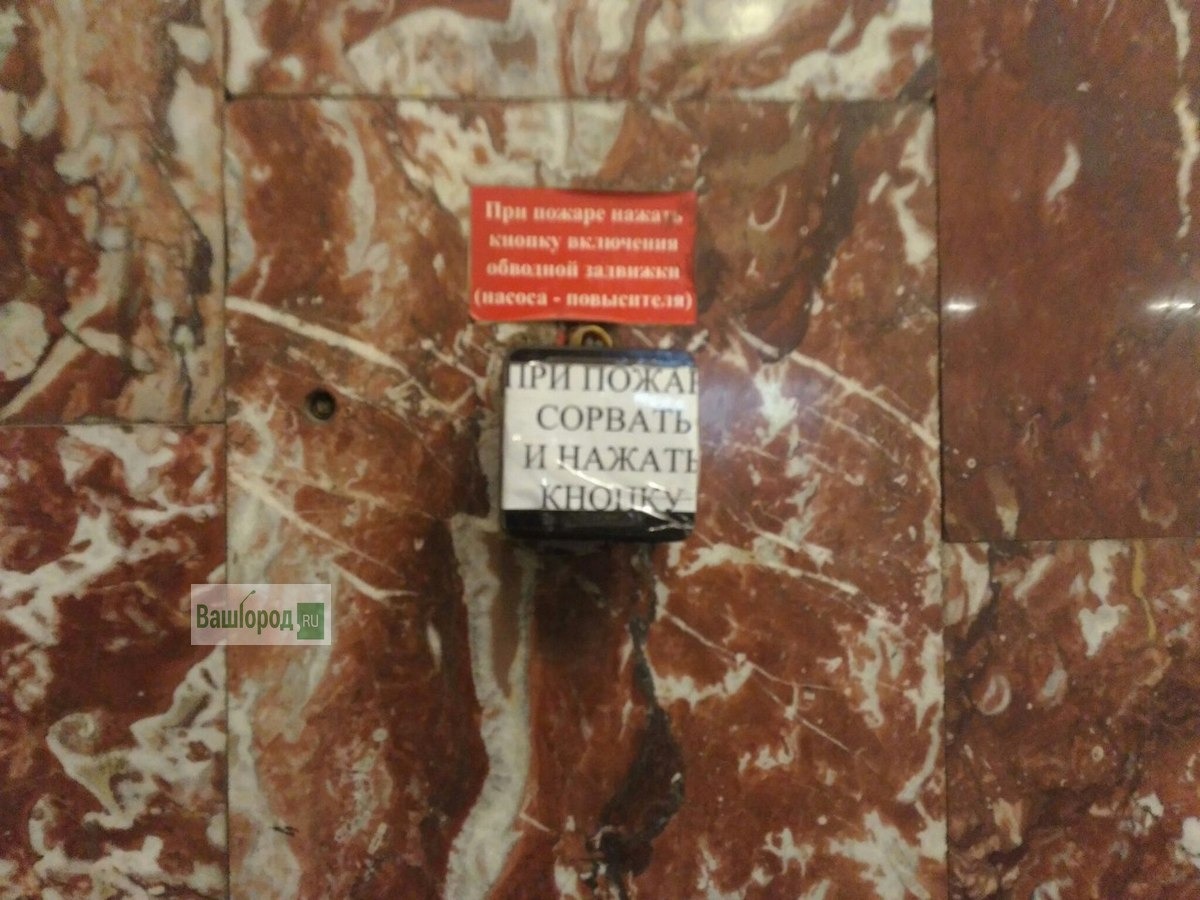 При пожаре нажать
кнопку включения
обводной задвижки
(насоса - повысителя)
ПРИ ПОЖАР
СОРВАТЬ
И НАЖАТЬ
КНОПКУ
ВашГород.RU